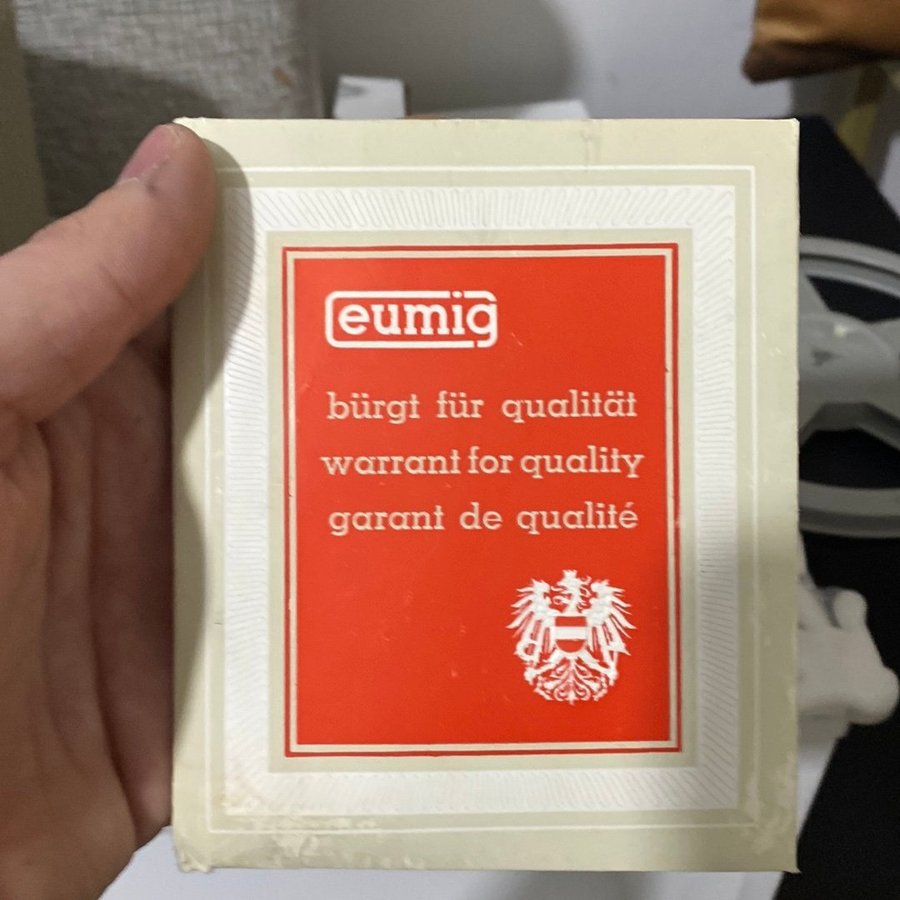 eumig
bürgt für qualität
warrant for quality
garant de qualité